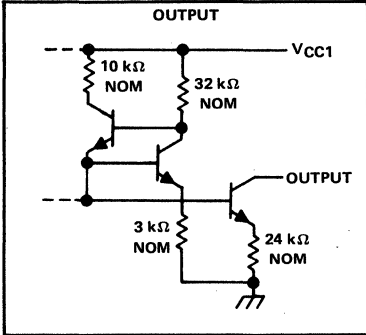 OUTPUT
VCC1
10 kΩ
NOM
32 kΩ
NOM
OUTPUT
3 kΩ
NOM
24 kΩ
NOM